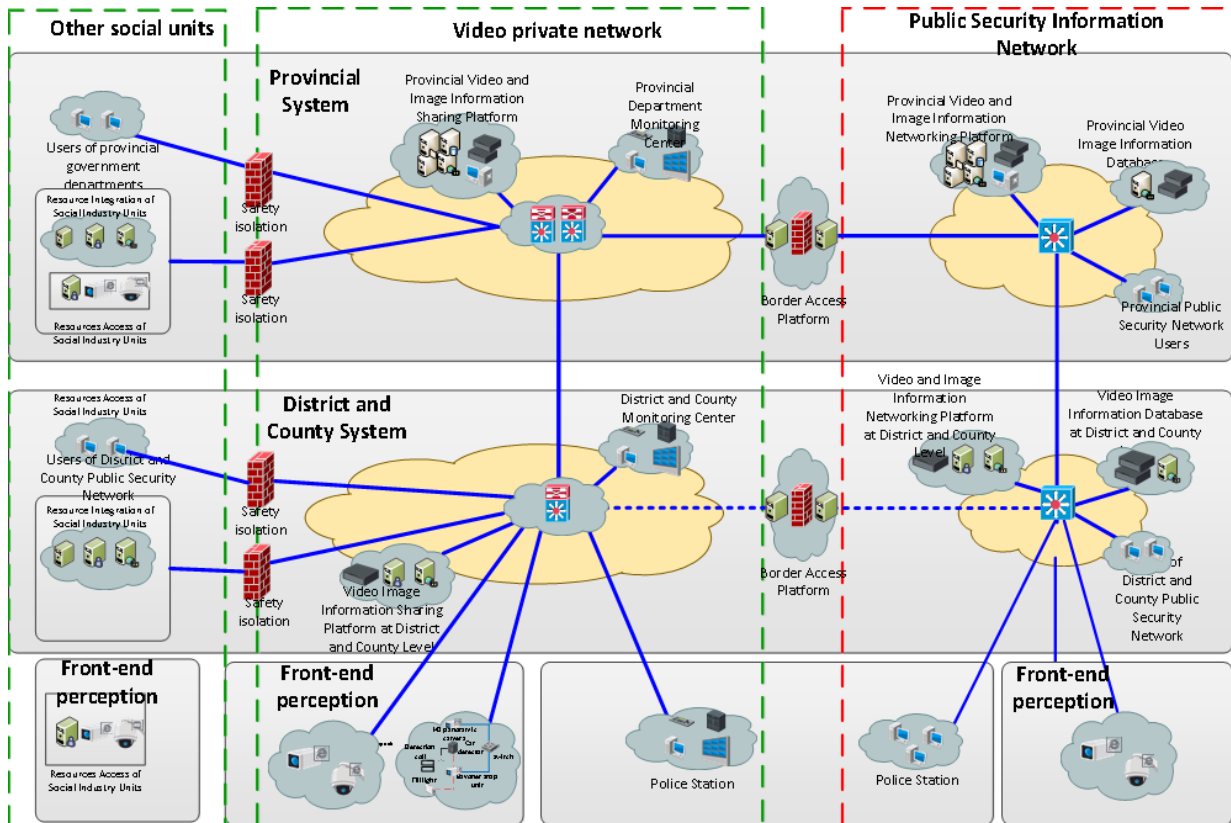 Other social units
Video private network
Public Security Information
Network
Provincial
System
Provincial Video and
Image Information
Sharing Platform
Provincial
Department
Monitoring
Center
Provincial Video and
Image Information
Networking Platform
Provincial Video
Image Information
Database
Users of provincial
government
departments
Resource Integration of
Social Industry Units
Resources Access of
Social Industry Units
Safety
isolation
Safety
isolation
Border Access
Platform
Provincial Public
Security Network
Users
Resources Access of
Social Industry Units
Users of District and
County Public Security
Network
Resource Integration of
Social Industry Units
District and
County System
District and County
Monitoring Center
Video and Image
Information
Networking Platform
at District and County
Level
Video Image
Information Database
at District and County
Safety
isolation
Safety
isolation
Video Image
Information Sharing
Platform at District
and County Level
Border Access
Platform
of
District and
County Public
Security
Network
Front-end
perception
Resources Access of
Social Industry Units
Front-end
perception
Detection
coil
Car
detector
Fill light
unit
Police Station
Police Station
Front-end
perception